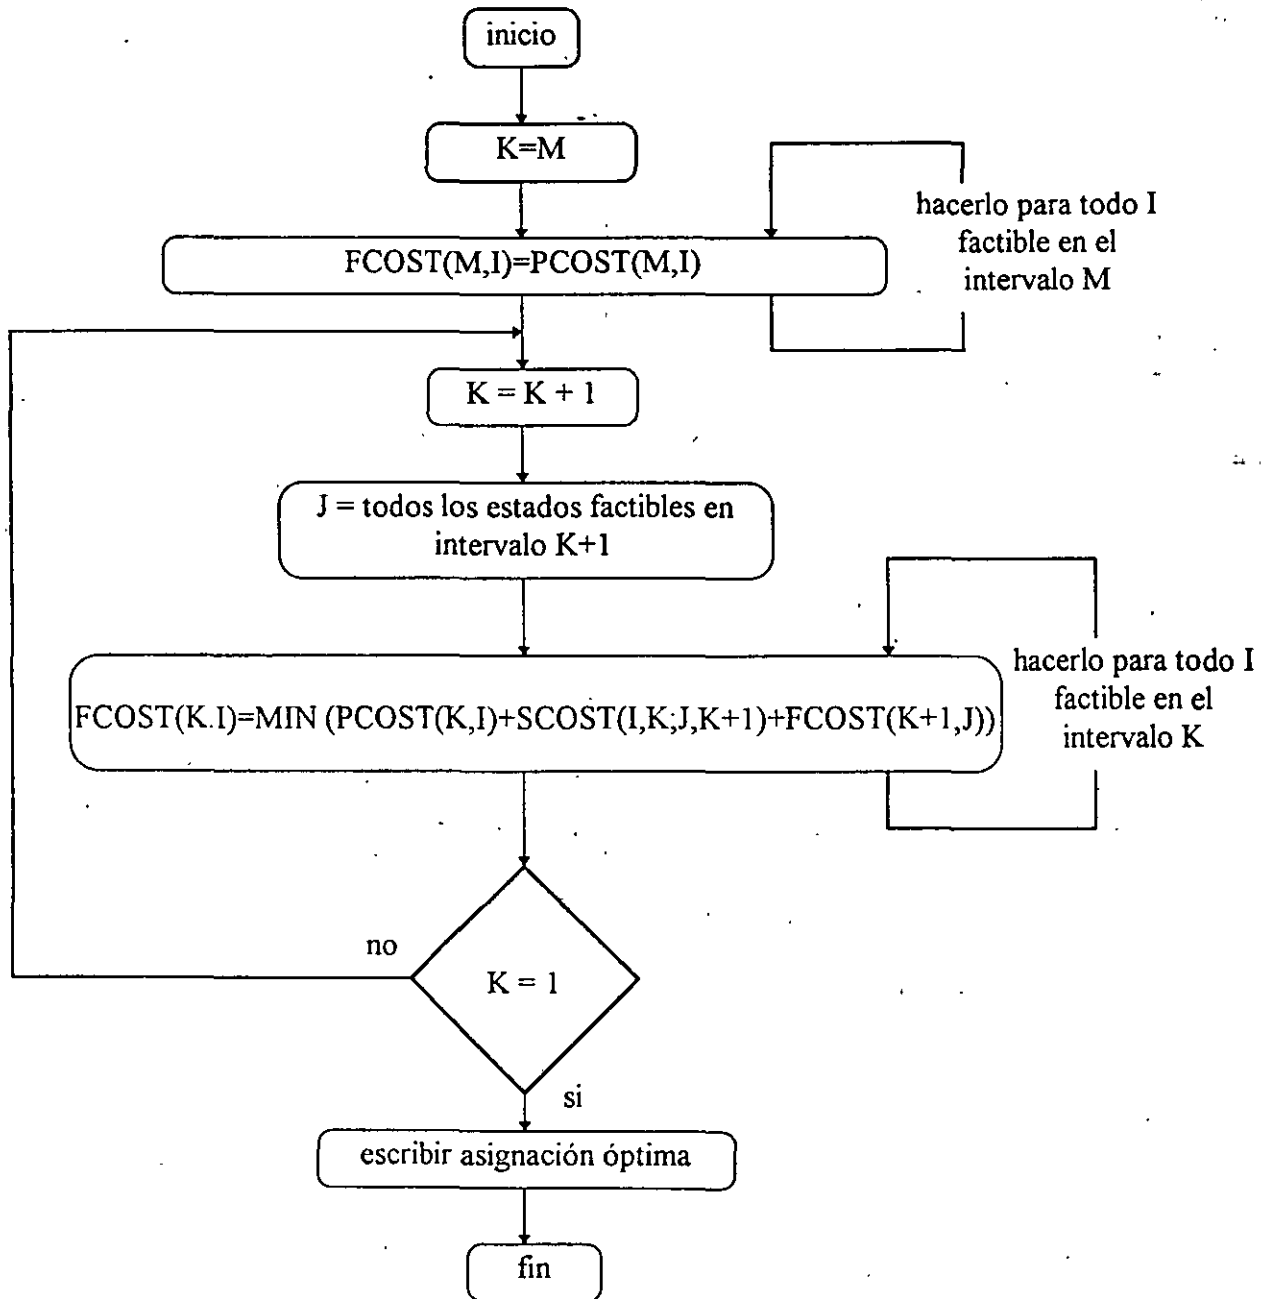 inicio
K=M
hacerlo para todo I
factible en el
intervalo M
FCOST(M,I)=PCOST(M,I)
K = K + 1
J = todos los estados factibles en
intervalo K+1
hacerlo para todo I
factible en el
intervalo K
FCOST(K.I)=MIN (PCOST(K,I)+SCOST(I,K;J,K+1)+FCOST(K+1,J))
no
K = 1
si
escribir asignación óptima
fin